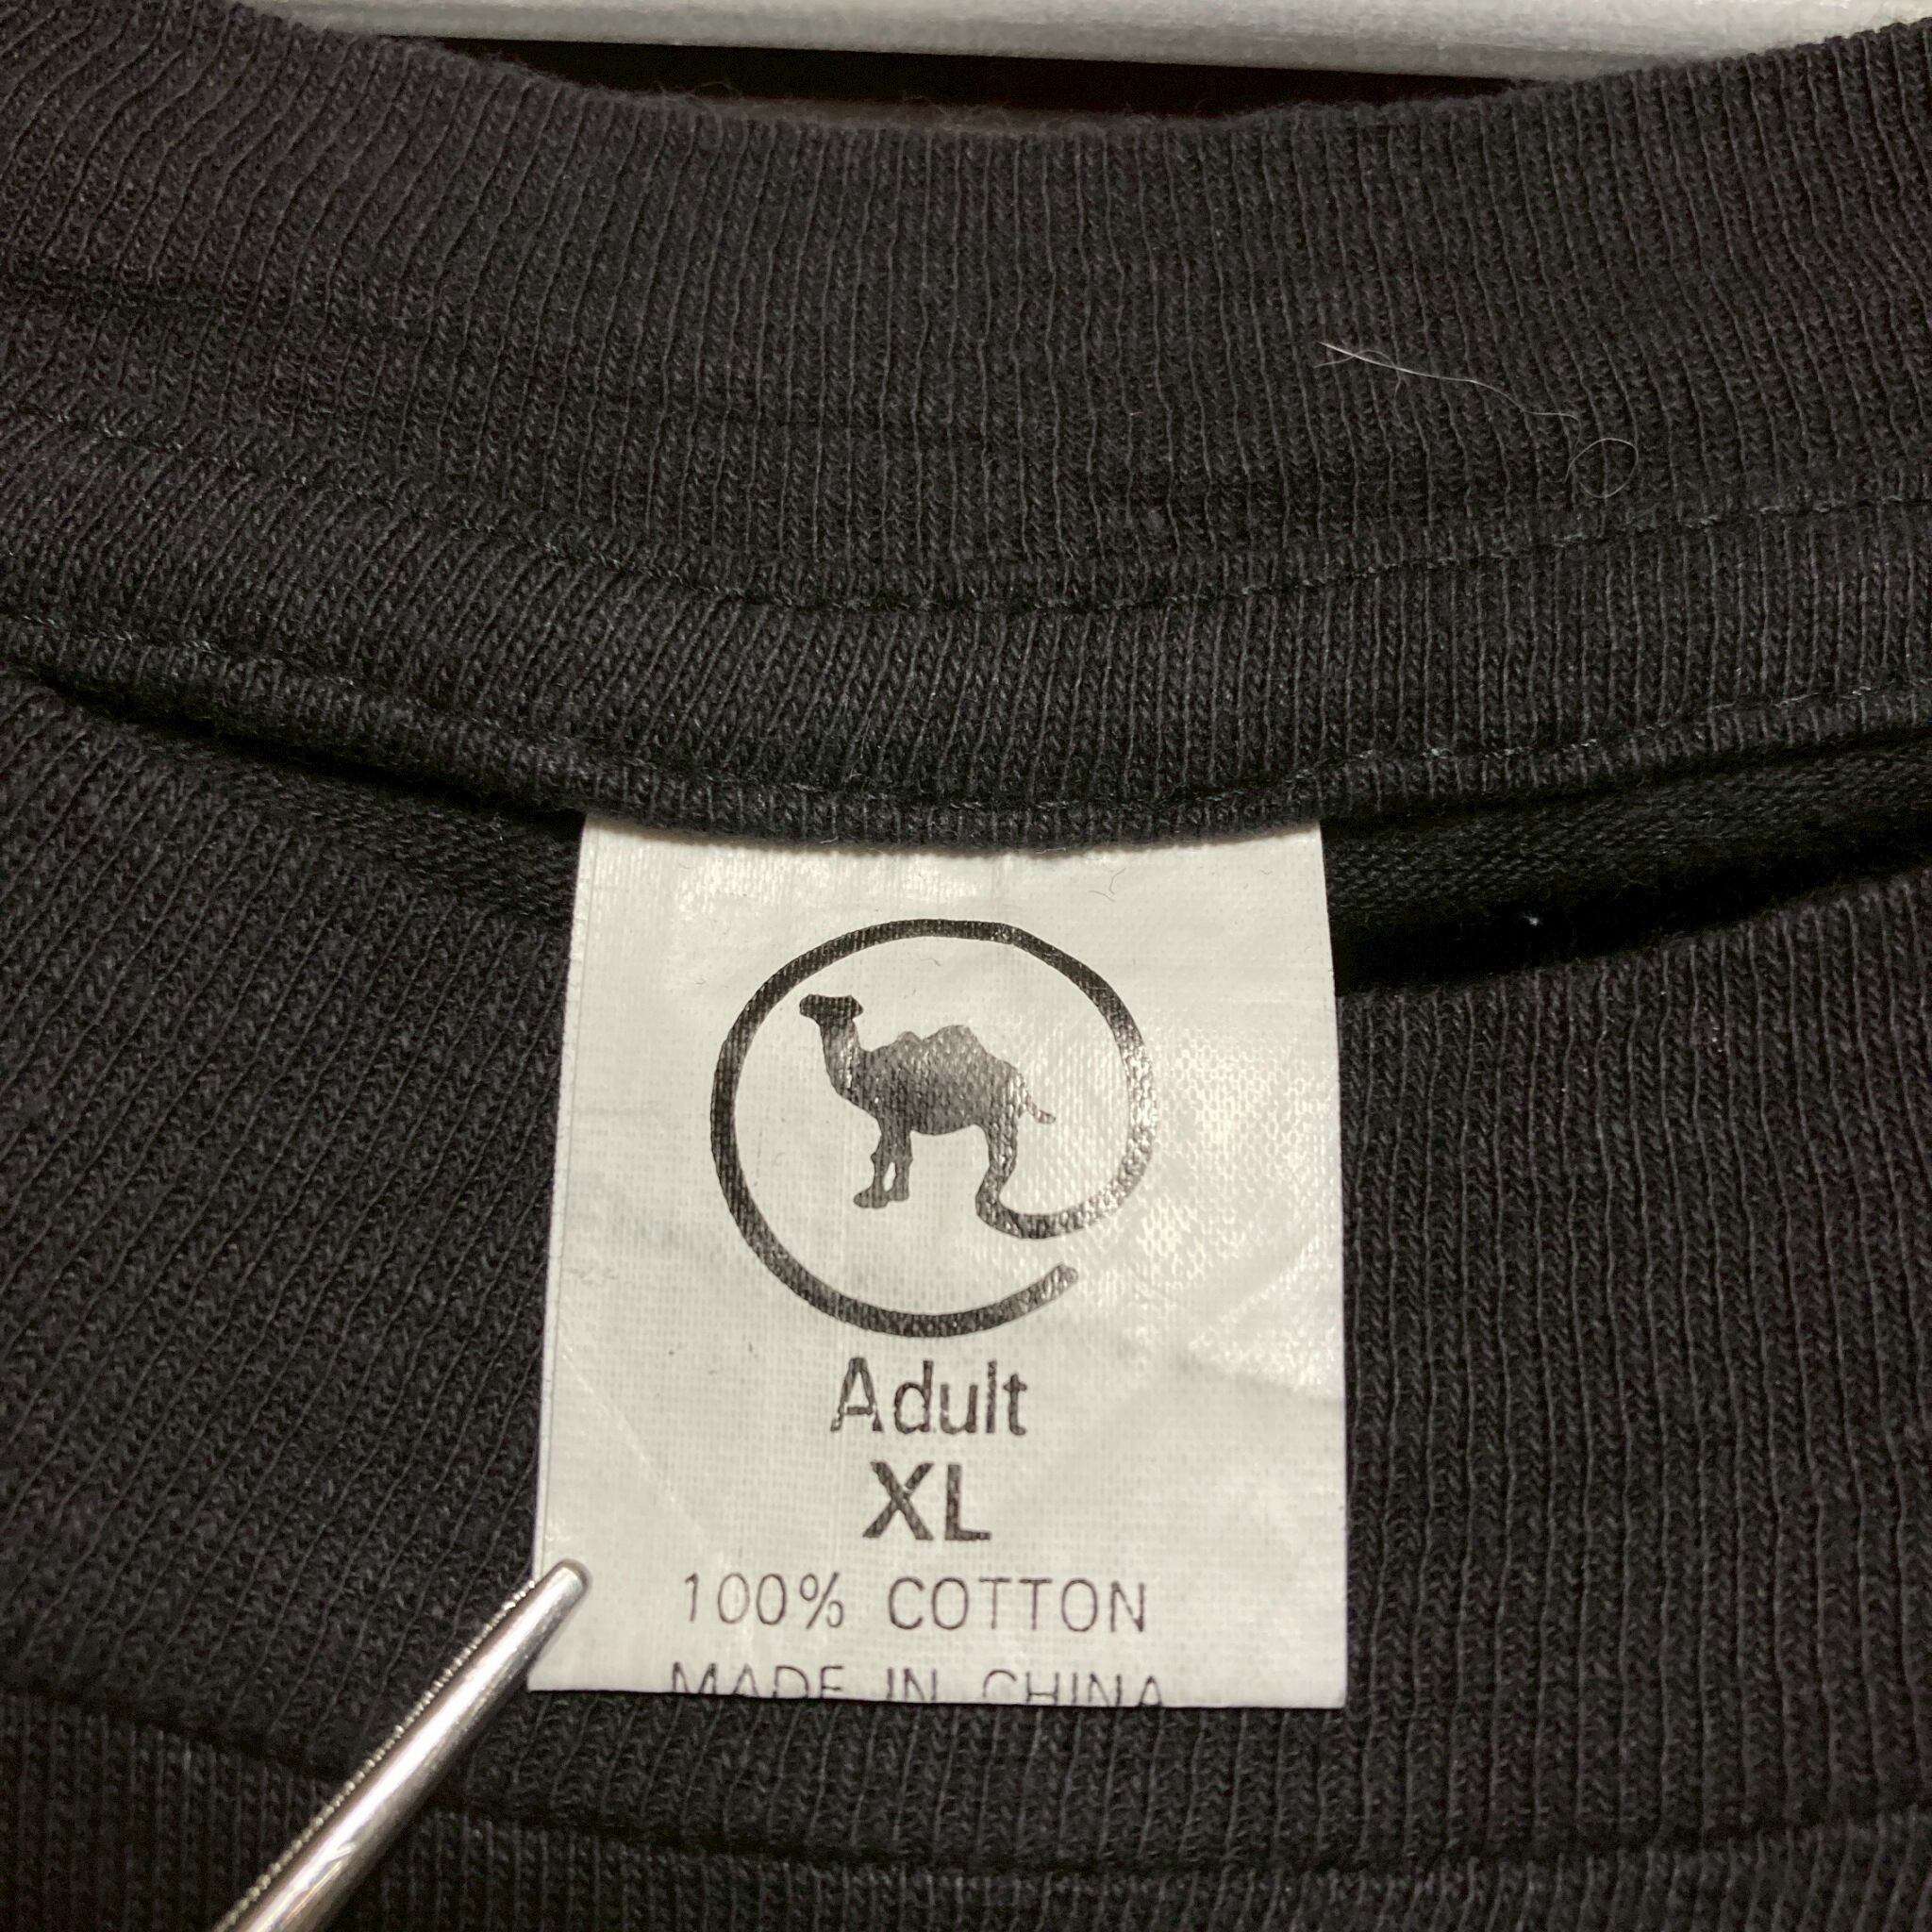 Adult
XL
100% COTTON
MADE IN CHINA